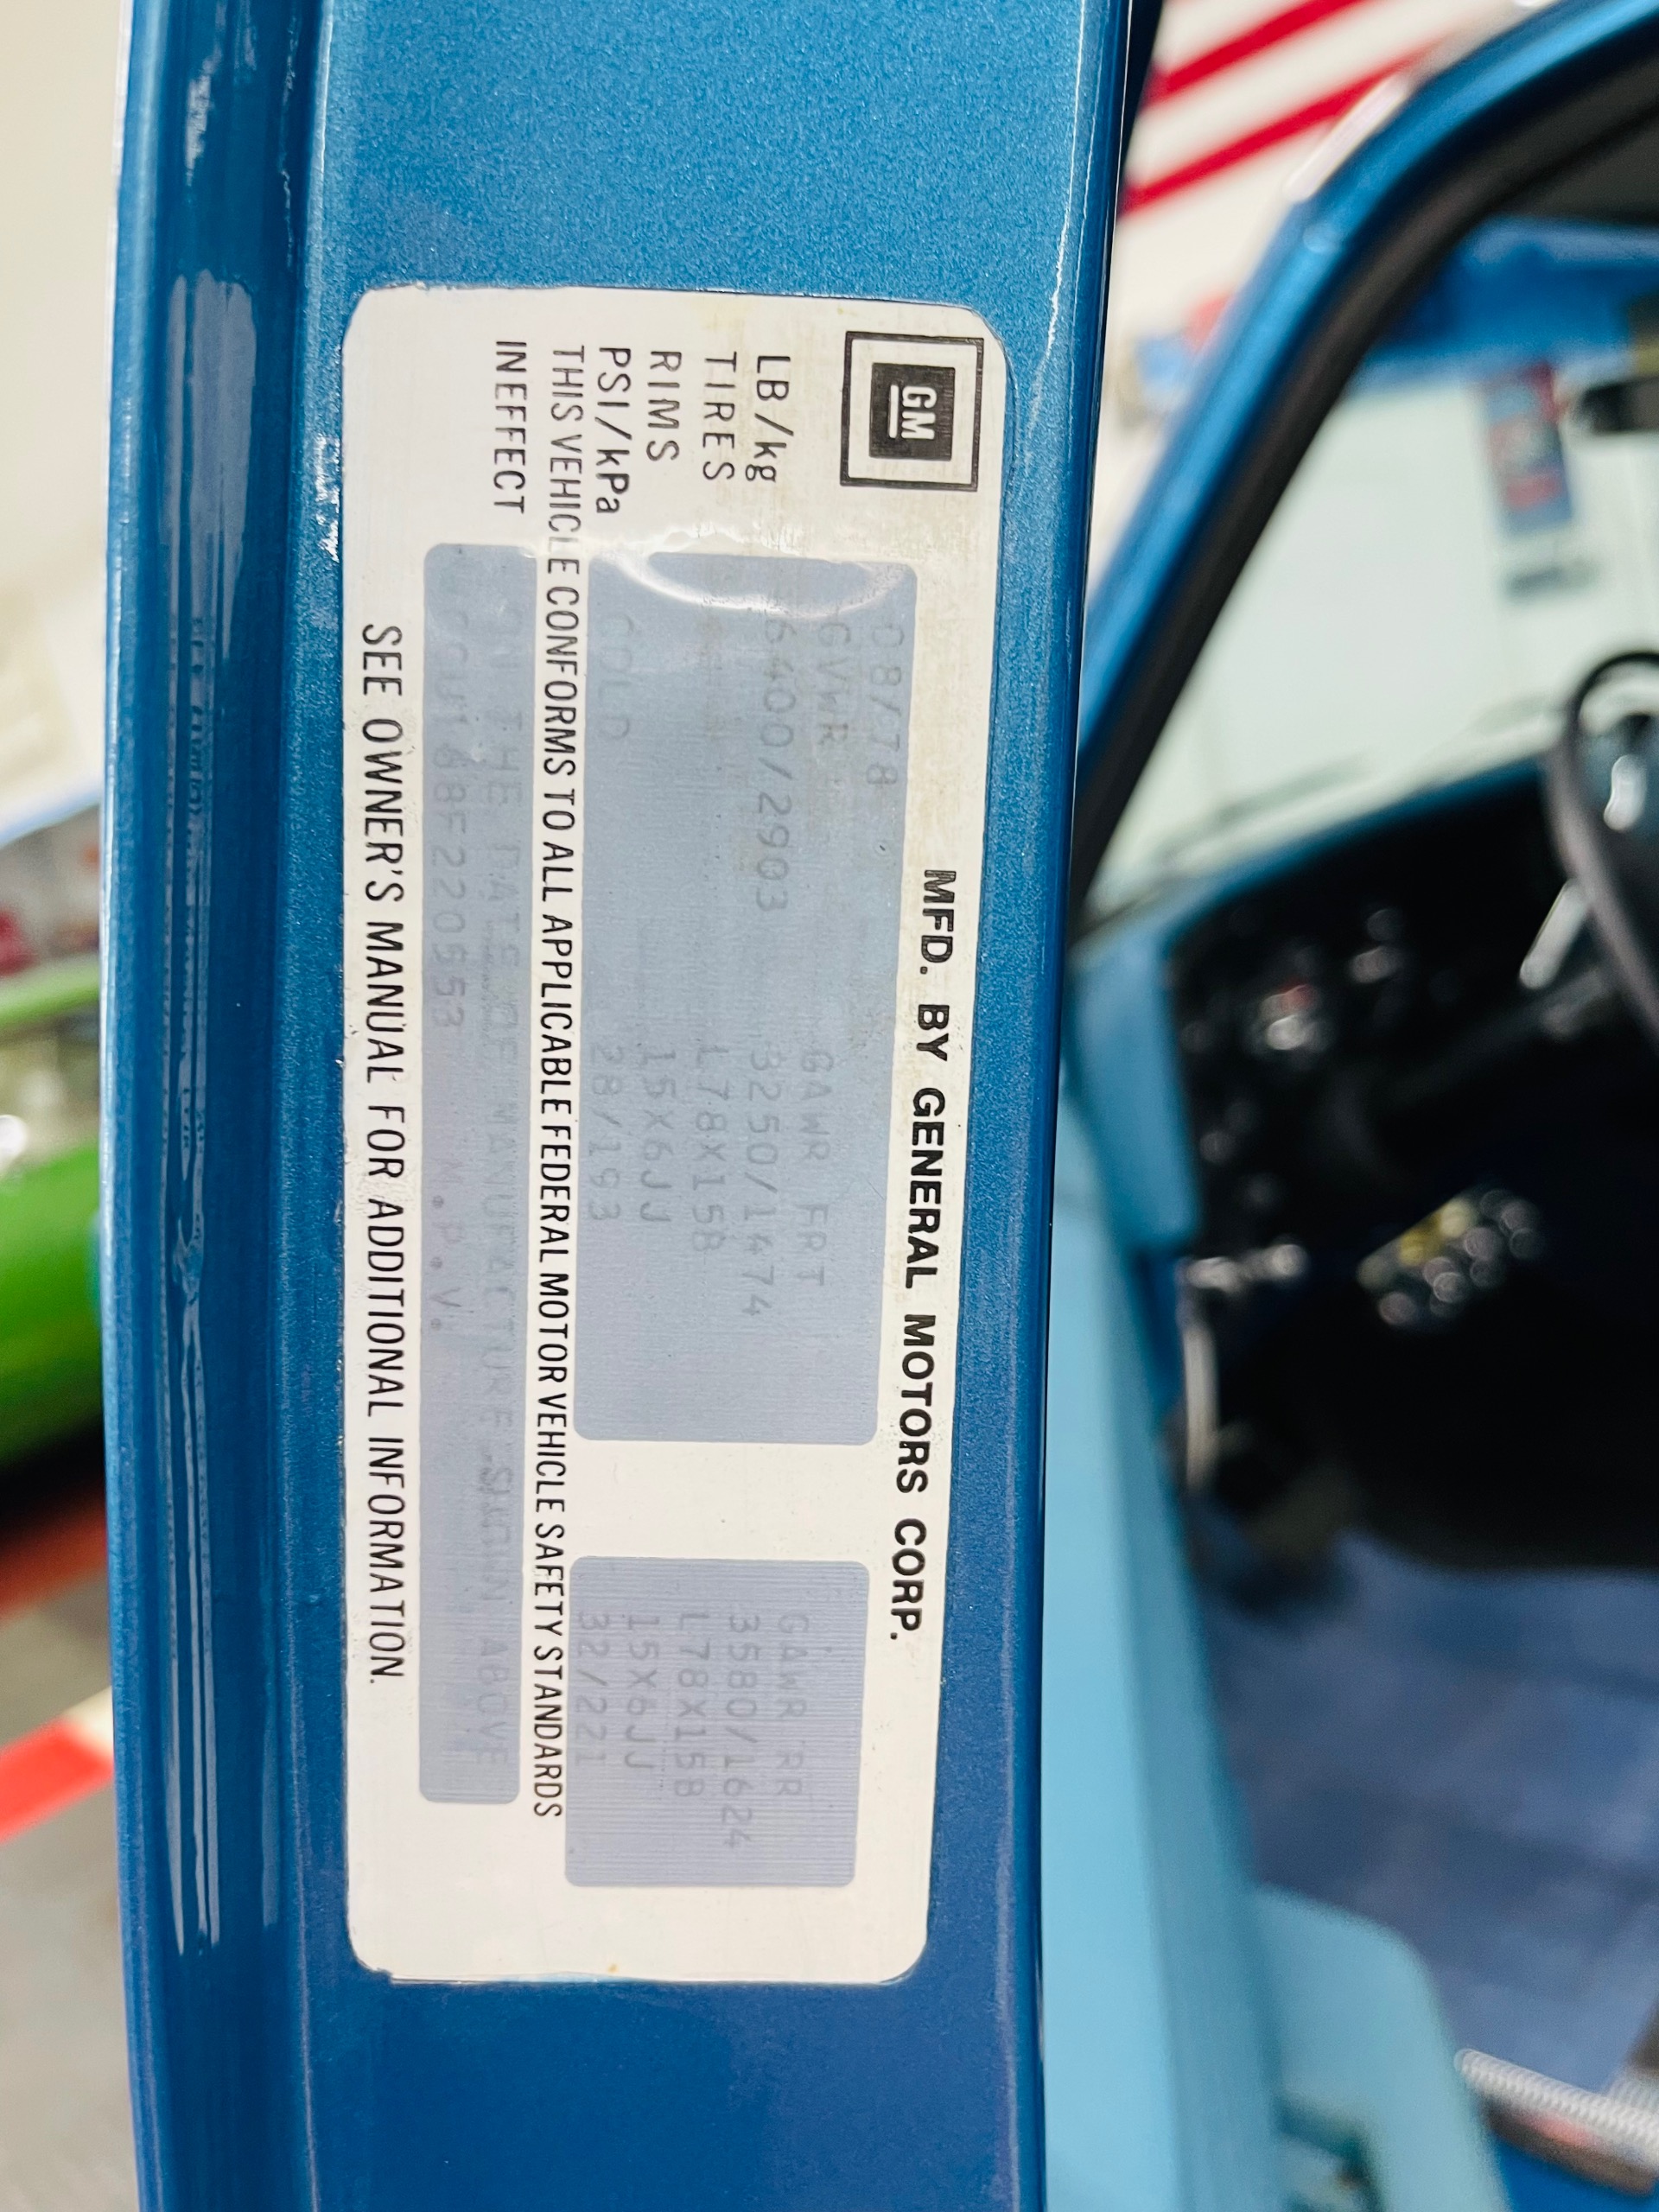 GM
MFD. BY GENERAL MOTORS CORP.
08/78
GVWR GAWR FRT GAWR RR
LB/kg 6400/2903 3250/1474 3580/1624
TIRES L78X15B L78X15B
RIMS 15X6JJ 15X6JJ
PSI/kPa COLD 28/193 32/221
THIS VEHICLE CONFORMS TO ALL APPLICABLE FEDERAL MOTOR VEHICLE SAFETY STANDARDS
INEFFECT ON THE DATE OF MANUFACTURE SHOWN ABOVE
M.P.V.
SEE OWNER'S MANUAL FOR ADDITIONAL INFORMATION.